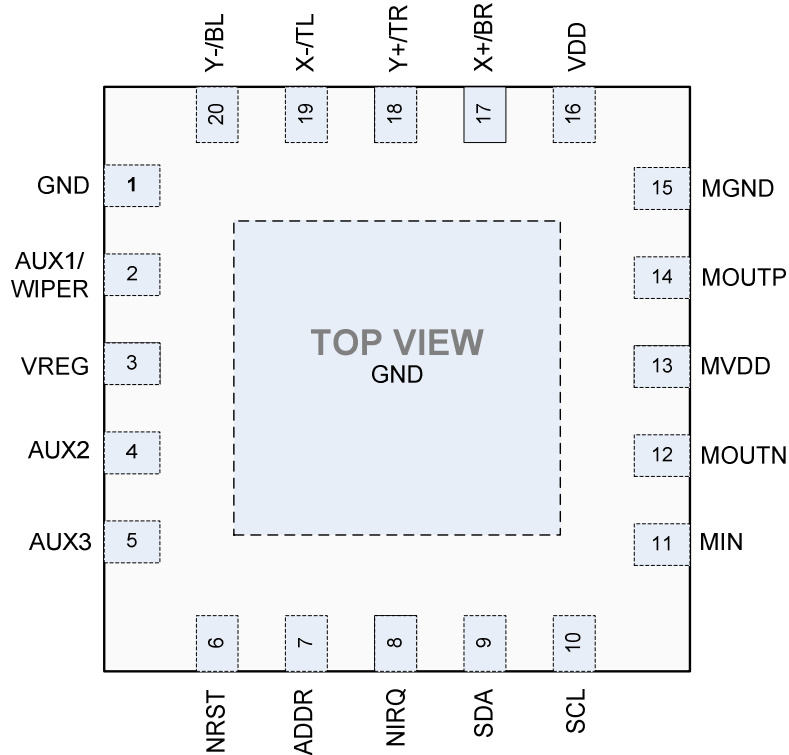 Y-/BL
X-/TL
Y+/TR
X+/BR
VDD
20
19
18
17
16
GND
1
AUX1/
WIPER
2
VREG
3
AUX2
4
AUX3
5
TOP VIEW
GND
15
MGND
14
MOUTP
13
MVDD
12
MOUTN
11
MIN
6
7
8
9
10
NRST
ADDR
NIRQ
SDA
SCL